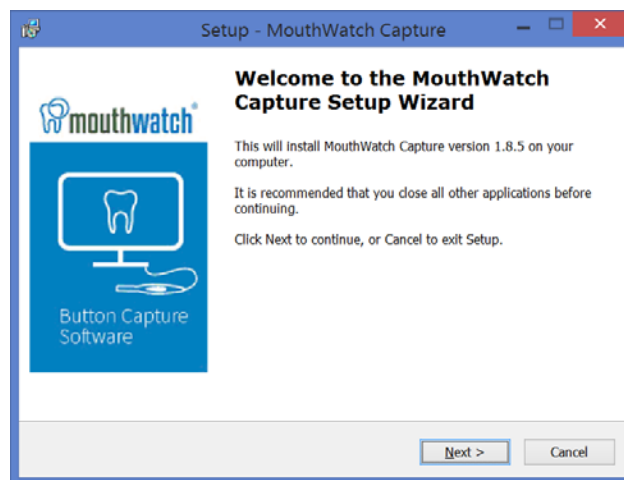 Setup - MouthWatch Capture
mouthwatch
Welcome to the MouthWatch
Capture Setup Wizard
This will install MouthWatch Capture version 1.8.5 on your
computer.
It is recommended that you close all other applications before
continuing.
Click Next to continue, or Cancel to exit Setup.
Button Capture
Software
Next >
Cancel